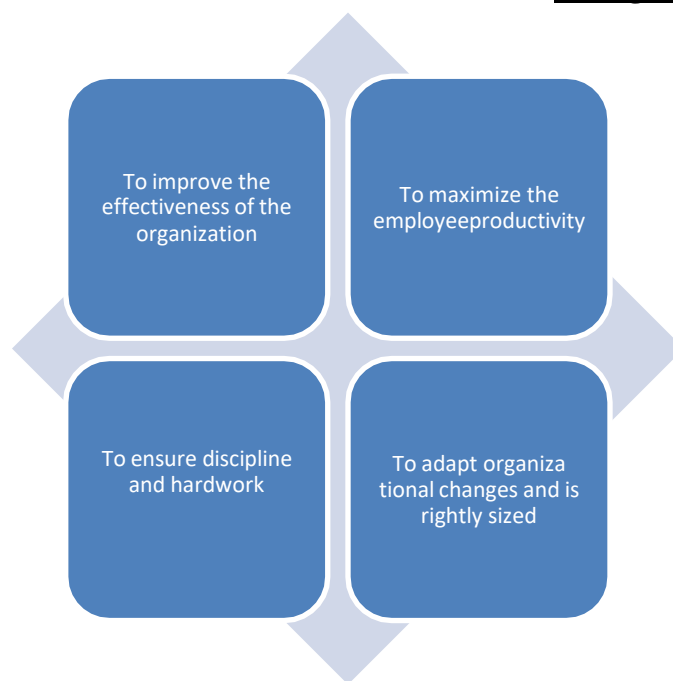 To improve the
effectiveness of the
organization
To maximize the
employeeproductivity
To ensure discipline
and hardwork
To adapt organiza
tional changes and is
rightly sized